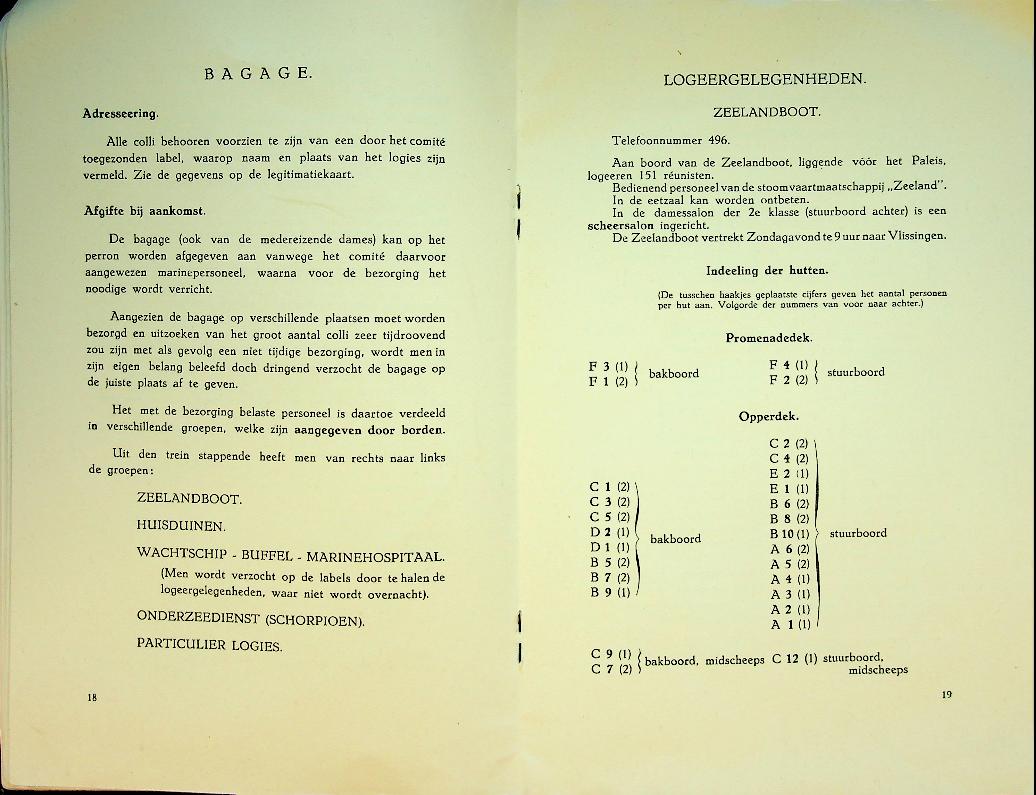 BAGAGE.
Adresseering.
Alle colli behooren voorzien te zijn van een door het comité
toegezonden label, waarop naam en plaats van het logies zijn
vermeld. Zie de gegevens op de legitimatiekaart.
Afgifte bij aankomst.
De bagage (ook van de medereizende dames) kan op het
perron worden afgegeven aan vanwege het comité daarvoor
aangewezen marinepersoneel, waarna voor de bezorging het
noodige wordt verricht.
Aangezien de bagage op verschillende plaatsen moet worden
bezorgd en uitzoeken van het groot aantal colli zeer tijdroovend
zou zijn met als gevolg een niet tijdige bezorging, wordt men in
zijn eigen belang beleefd doch dringend verzocht de bagage op
de juiste plaats af te geven.
Het met de bezorging belaste personeel is daartoe verdeeld
in verschillende groepen, welke zijn aangegeven door borden.
Uit den trein stappende heeft men van rechts naar links
de groepen:
ZEELANDBOOT.
HUISDUINEN.
WACHTSCHIP - BUFFEL - MARINEHOSPITAAL.
(Men wordt verzocht op de labels door te halen de
logeergelegenheden, waar niet wordt overnacht).
ONDERZEEDIENST (SCHORPIOEN).
PARTICULIER LOGIES.
18
LOGEERGELEGENHEDEN.
ZEELANDBOOT.
Telefoonnummer 496.
Aan boord van de Zeelandboot, liggende vóór het Paleis,
logeeren 151 réunisten.
Bedienend personeel van de stoomvaartmaatschappij „Zeeland”.
In de eetzaal kan worden ontbeten.
In de damessalon der 2e klasse (stuurboord achter) is een
scheersalon ingericht.
De Zeelandboot vertrekt Zondagavond te 9 uur naar Vlissingen.
Indeeling der hutten.
(De tusschen haakjes geplaatste cijfers geven het aantal personen
per hut aan. Volgorde der nummers van voor naar achter.)
Promenadedek.
F 3 (1)
F 1 (2)
bakboord
F 4 (1)
F 2 (2)
stuurboord
Opperdek.
C 1 (2)
C 3 (2)
C 5 (2)
D 2 (1)
D 1 (1)
B 5 (2)
B 7 (2)
B 9 (1)
bakboord
C 2 (2)
C 4 (2)
E 2 (1)
E 1 (1)
B 6 (2)
B 8 (2)
B 10 (1)
A 6 (2)
A 5 (2)
A 4 (1)
A 3 (1)
A 2 (1)
A 1 (1)
stuurboord
C 9 (1)
C 7 (2)
bakboord, midscheeps
C 12 (1) stuurboord,
midscheeps
19